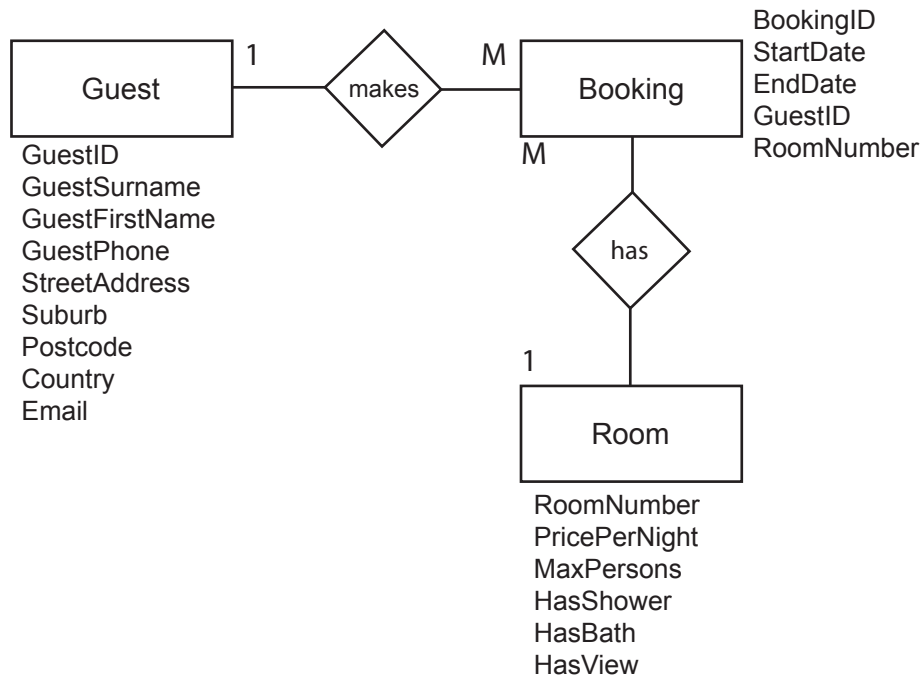 1
M
BookingID
StartDate
EndDate
GuestID
RoomNumber
Guest
makes
Booking
GuestID
GuestSurname
GuestFirstName
GuestPhone
StreetAddress
Suburb
Postcode
Country
Email
M
has
1
Room
RoomNumber
PricePerNight
MaxPersons
HasShower
HasBath
HasView